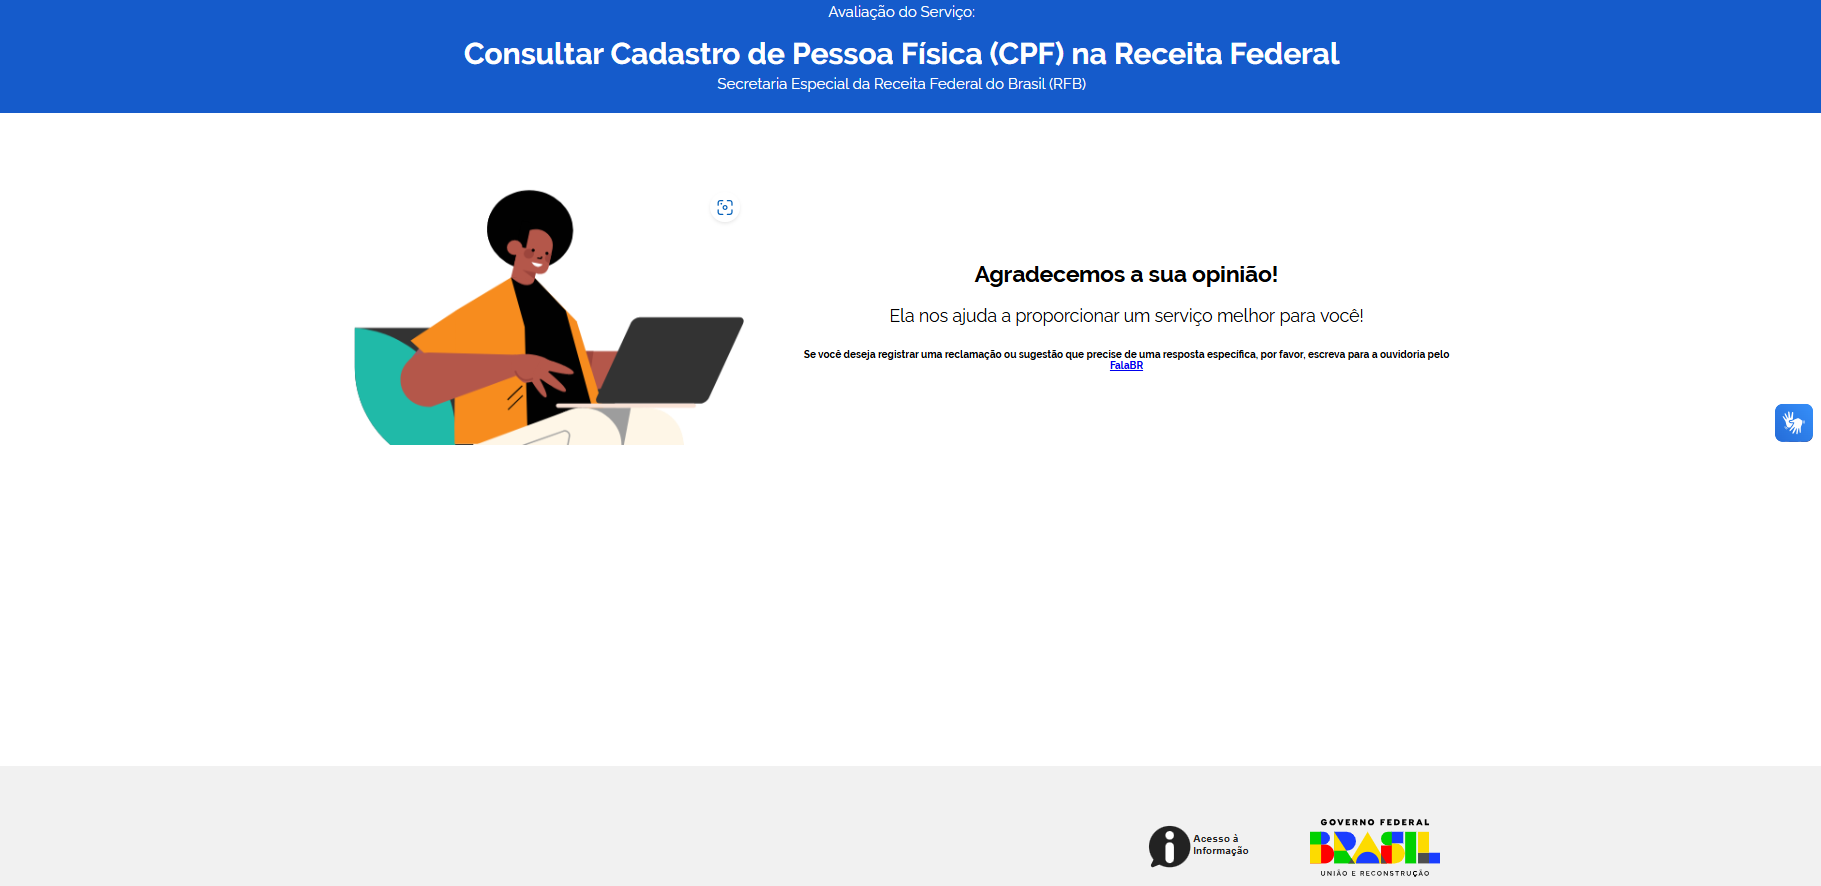 Avaliação do Serviço:
Consultar Cadastro de Pessoa Física (CPF) na Receita Federal
Secretaria Especial da Receita Federal do Brasil (RFB)
Agradecemos a sua opinião!
Ela nos ajuda a proporcionar um serviço melhor para você!
Se você deseja registrar uma reclamação ou sugestão que precise de uma resposta específica, por favor, escreva para a ouvidoria pelo
FalaBR
Acesso à
Informação
GOVERNO FEDERAL
BRASIL
UNIÃO E RECONSTRUÇÃO